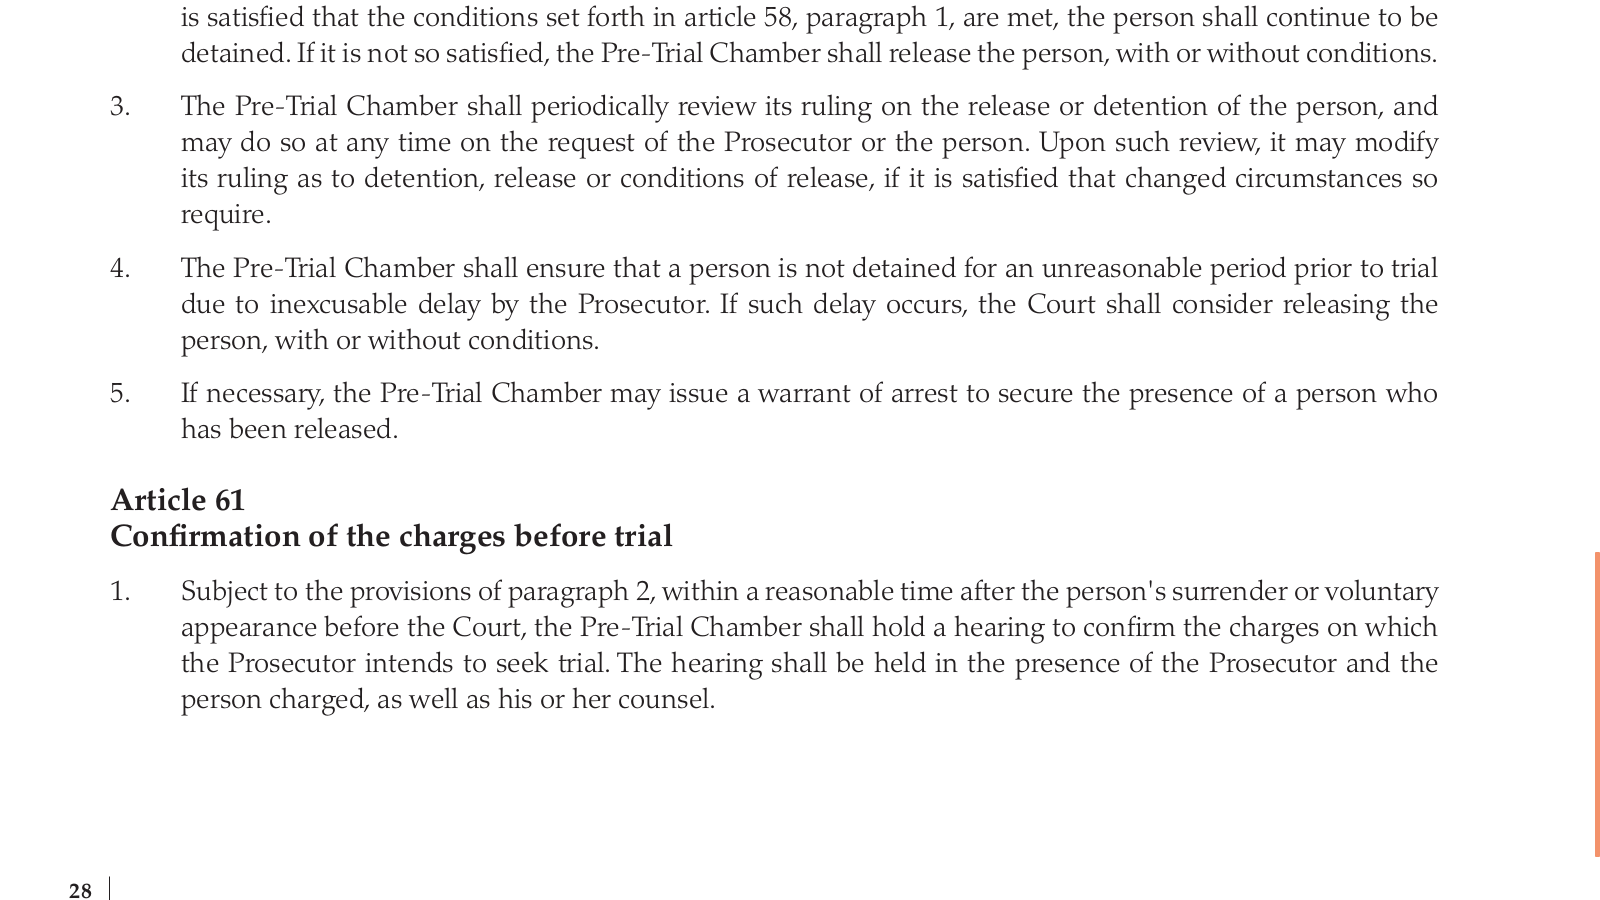 is satisfied that the conditions set forth in article 58, paragraph 1, are met, the person shall continue to be
detained. If it is not so satisfied, the Pre-Trial Chamber shall release the person, with or without conditions.
3. The Pre-Trial Chamber shall periodically review its ruling on the release or detention of the person, and
may do so at any time on the request of the Prosecutor or the person. Upon such review, it may modify
its ruling as to detention, release or conditions of release, if it is satisfied that changed circumstances so
require.
4. The Pre-Trial Chamber shall ensure that a person is not detained for an unreasonable period prior to trial
due to inexcusable delay by the Prosecutor. If such delay occurs, the Court shall consider releasing the
person, with or without conditions.
5. If necessary, the Pre-Trial Chamber may issue a warrant of arrest to secure the presence of a person who
has been released.
Article 61
Confirmation of the charges before trial
1. Subject to the provisions of paragraph 2, within a reasonable time after the person's surrender or voluntary
appearance before the Court, the Pre-Trial Chamber shall hold a hearing to confirm the charges on which
the Prosecutor intends to seek trial. The hearing shall be held in the presence of the Prosecutor and the
person charged, as well as his or her counsel.
28